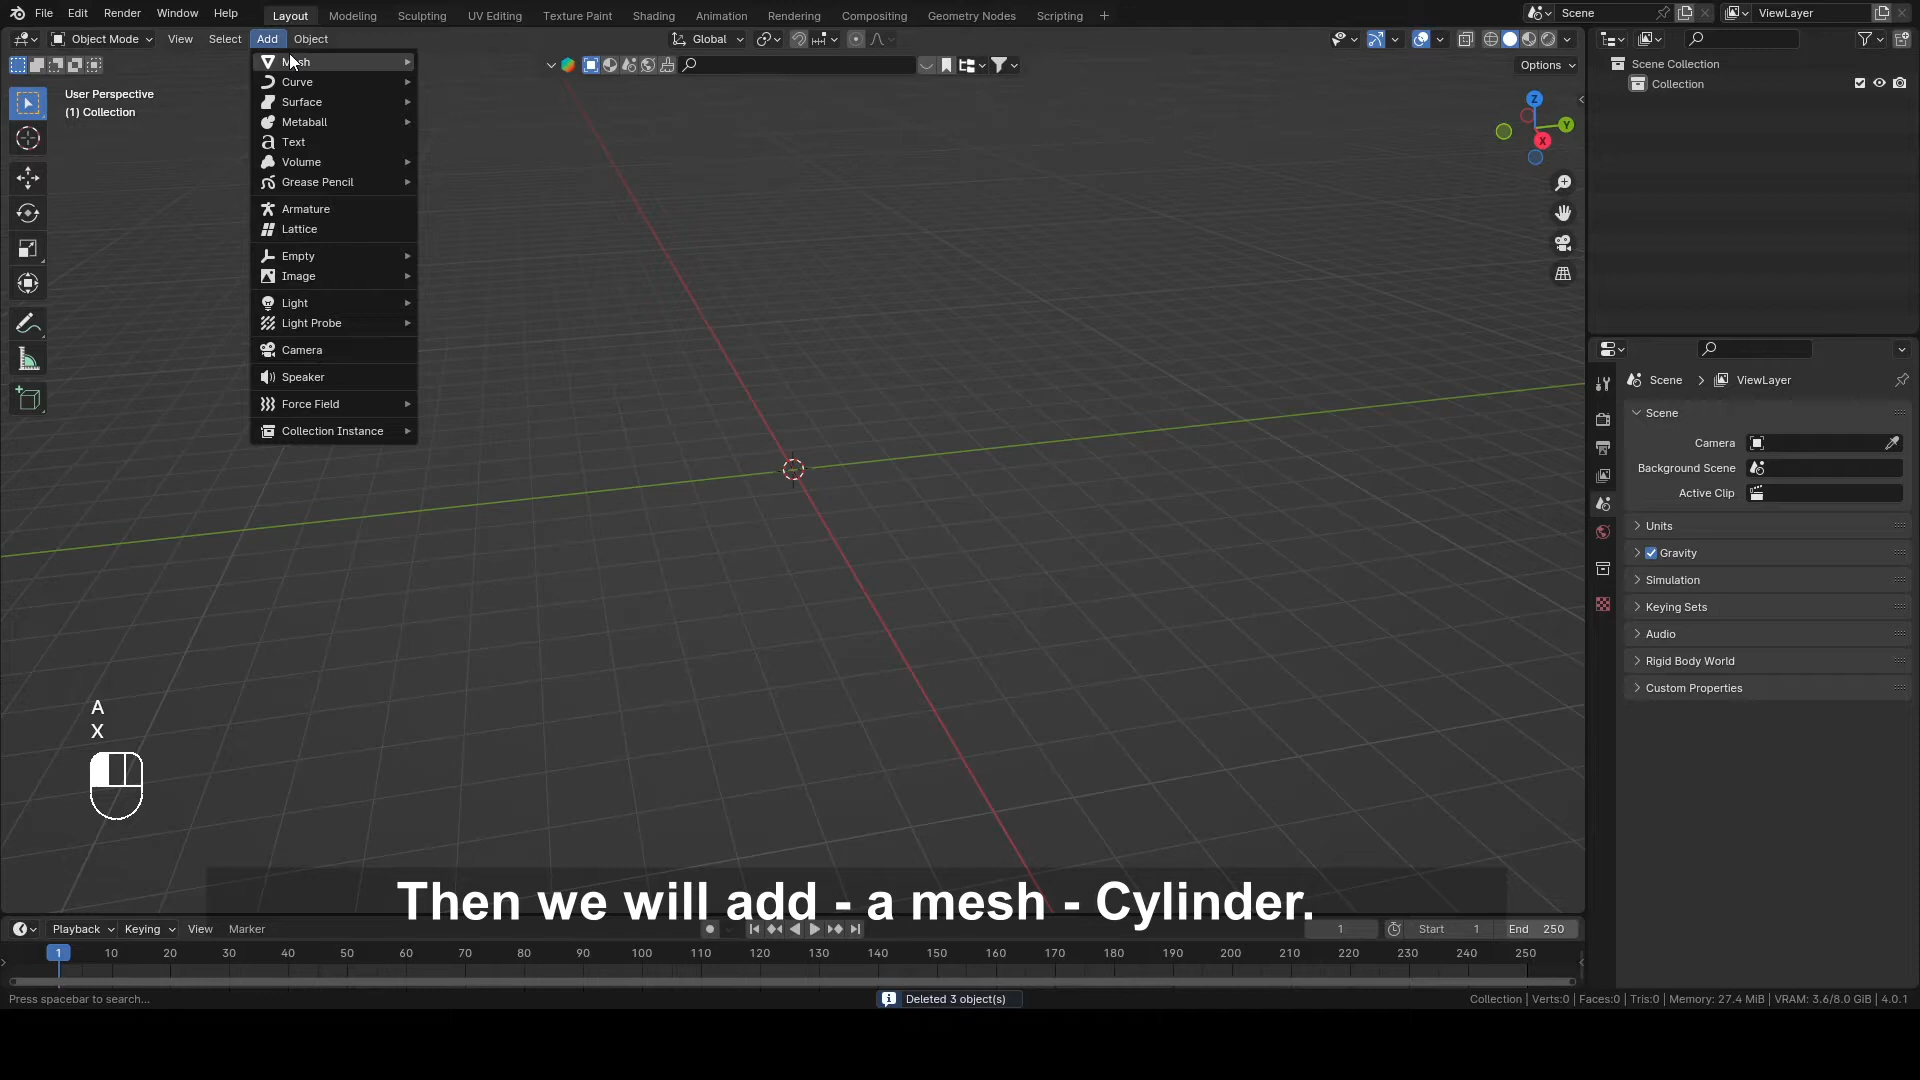 File Edit Render Window Help
Layout Modeling Sculpting UV Editing Texture Paint Shading Animation Rendering Compositing Geometry Nodes Scripting +
Scene ViewLayer
Object Mode View Select Add Object
Global
Options
User Perspective
(1) Collection
Mesh
Curve
Surface
Metaball
Text
Volume
Grease Pencil
Armature
Lattice
Empty
Image
Light
Light Probe
Camera
Speaker
Force Field
Collection Instance
Z
Y
X
Scene Collection
Collection
Scene > ViewLayer
Scene
Camera
Background Scene
Active Clip
Units
Gravity
Simulation
Keying Sets
Audio
Rigid Body World
Custom Properties
A
X
Then we will add - a mesh - Cylinder.
Playback Keying View Marker
1 Start 1 End 250
1 10 20 30 40 50 60 70 80 90 100 110 120 130 140 150 160 170 180 190 200 210 220 230 240 250
Press spacebar to search...
Deleted 3 object(s)
Collection | Verts:0 | Faces:0 | Tris:0 | Memory: 27.4 MiB | VRAM: 3.6/8.0 GiB | 4.0.1